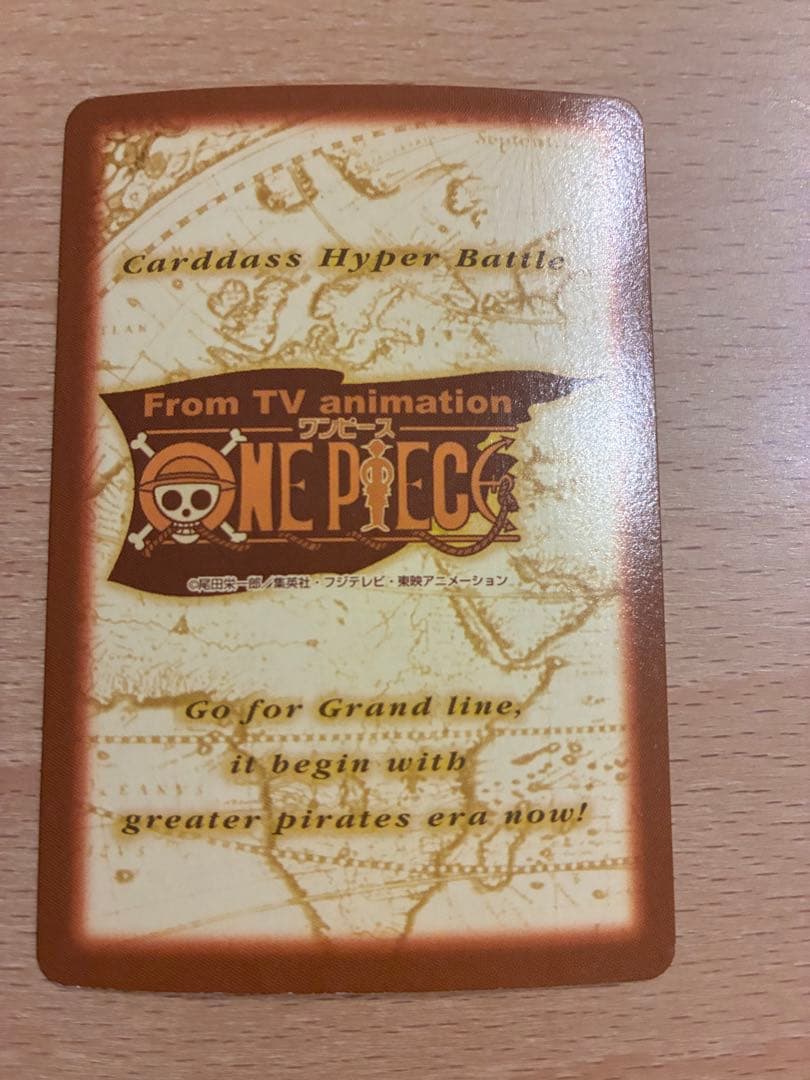 Septent.
Carddass Hyper Battle
From TV animation
ワンピース
ONE PIECE
©尾田栄一郎／集英社・フジテレビ・東映アニメーション
Go for Grand line,
it begin with
greater pirates era now!